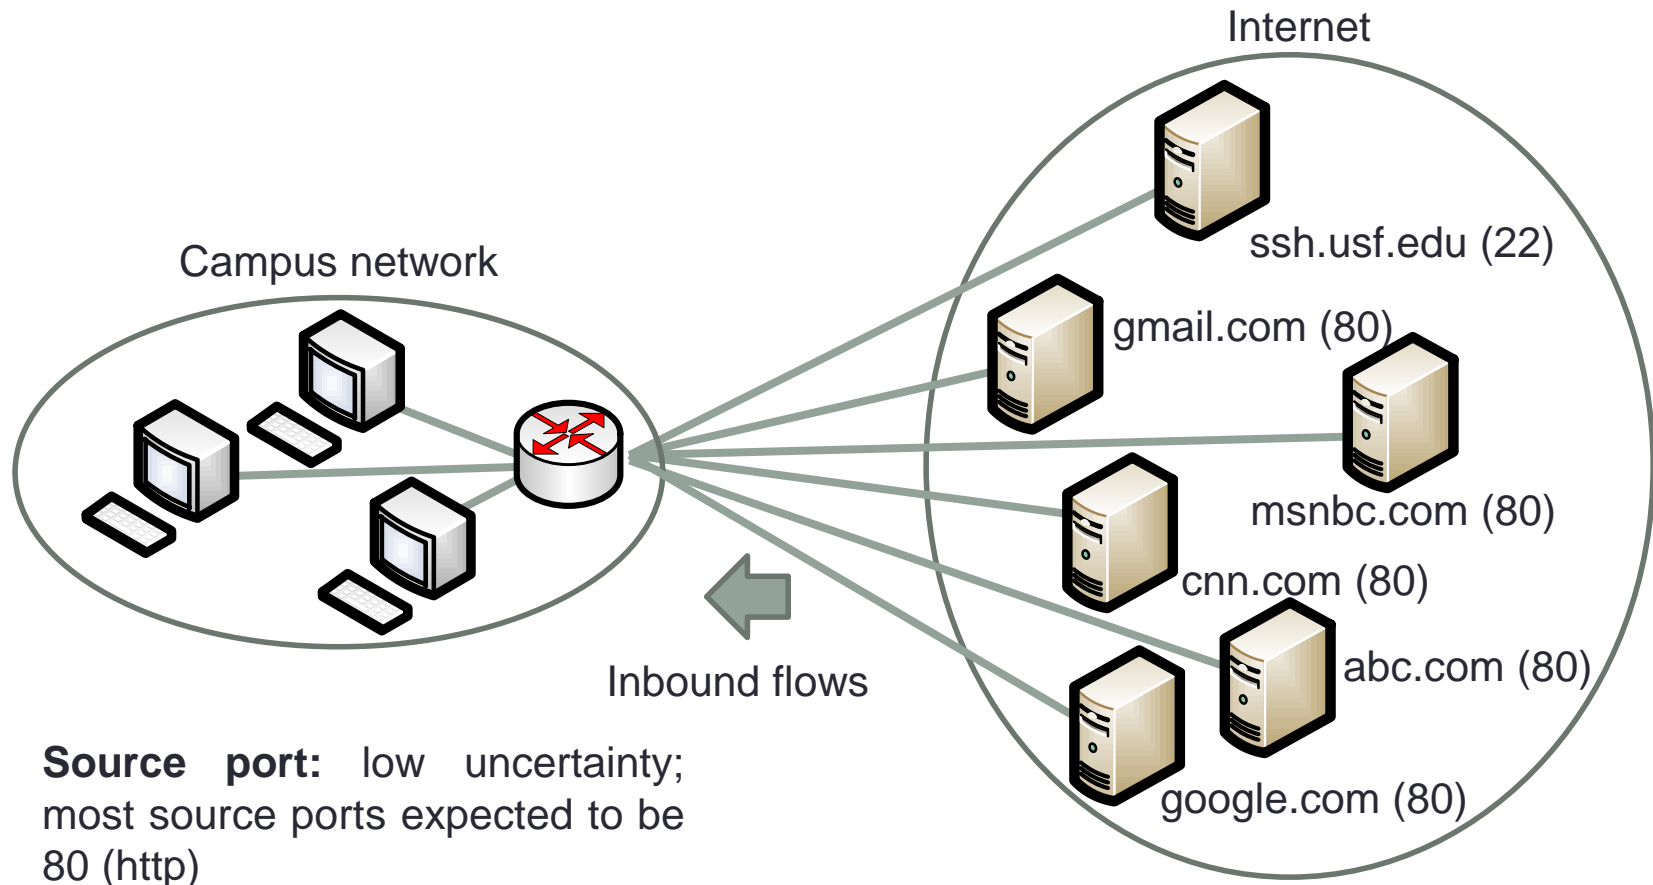 Internet
ssh.usf.edu (22)
Campus network
gmail.com (80)
msnbc.com (80)
cnn.com (80)
abc.com (80)
Inbound flows
google.com (80)
Source port: low uncertainty;
most source ports expected to be
80 (http)